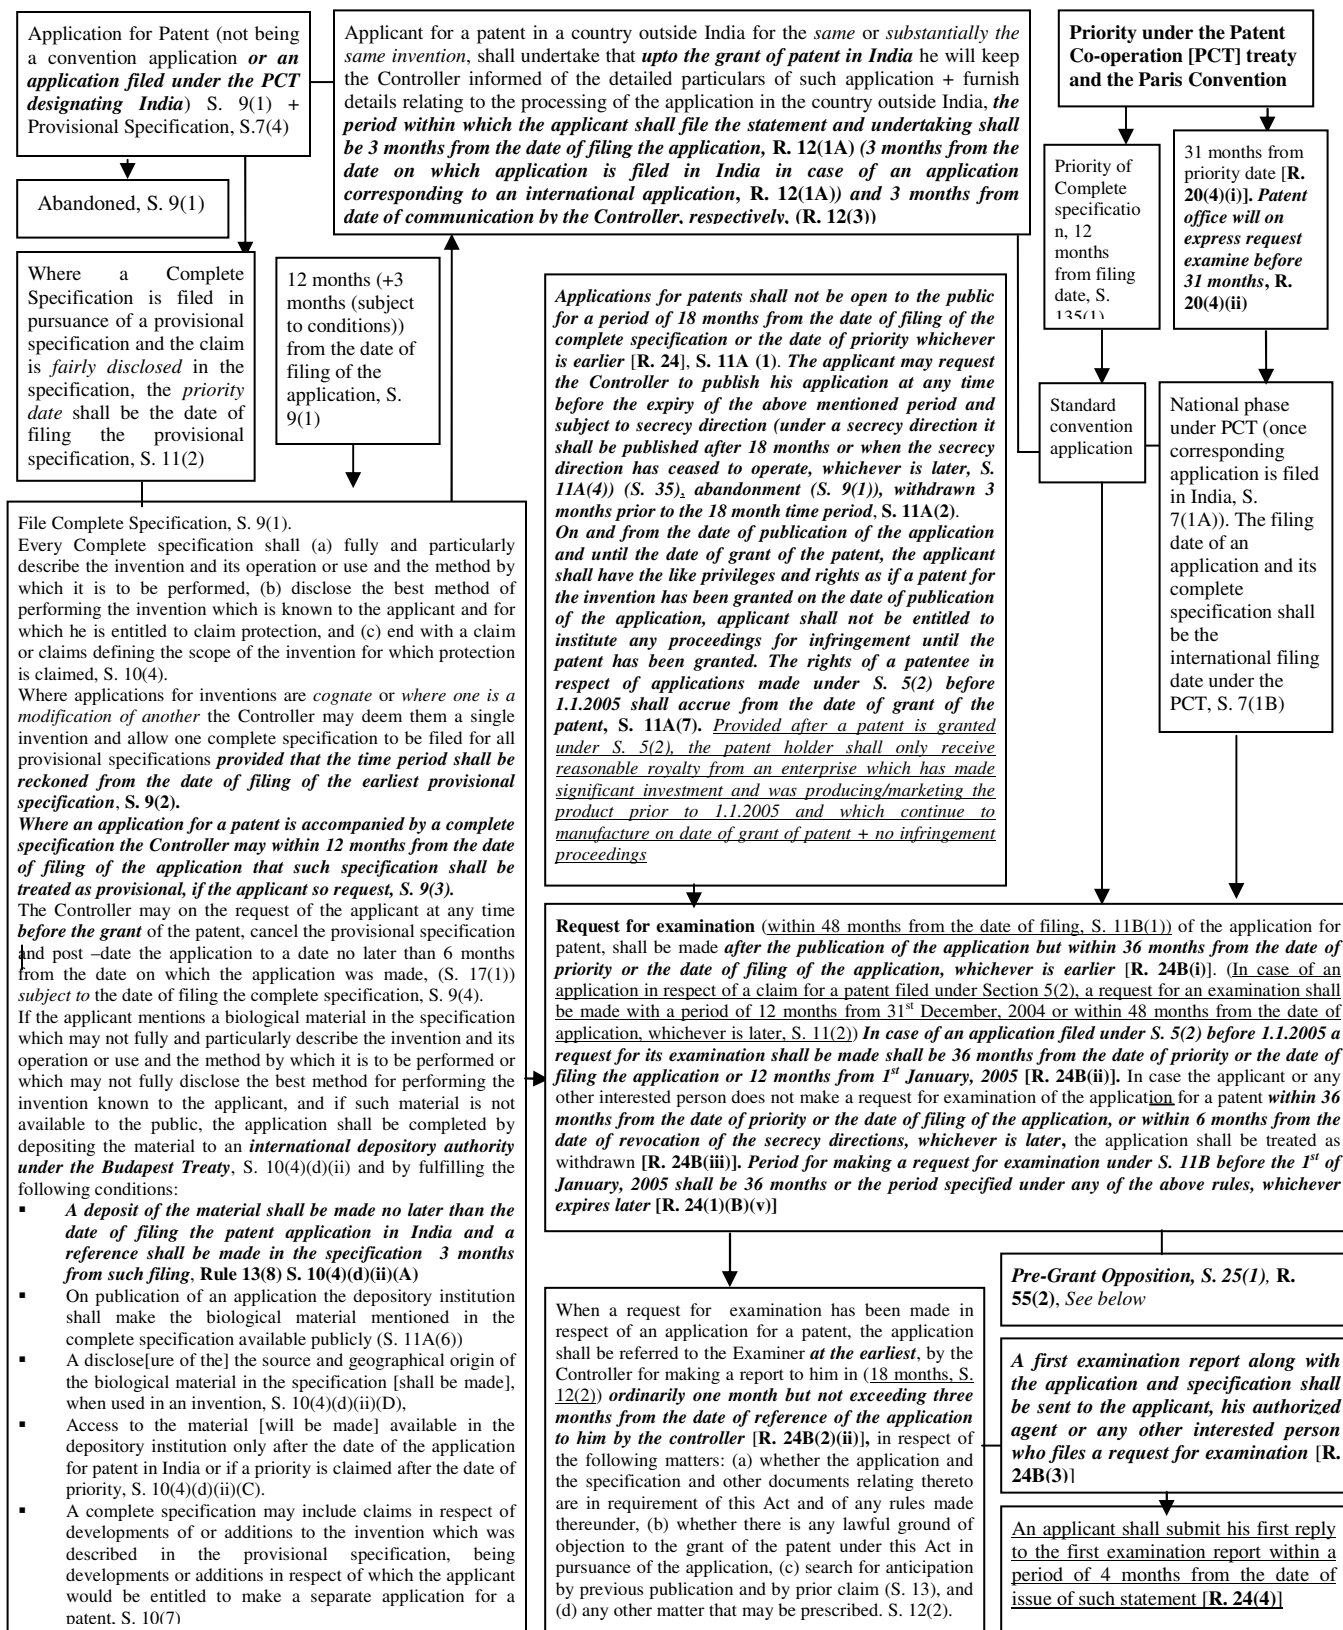 Application for Patent (not being
a convention application or an
application filed under the PCT
designating India) S. 9(1) +
Provisional Specification, S.7(4)
Applicant for a patent in a country outside India for the same or substantially the
same invention, shall undertake that upto the grant of patent in India he will keep
the Controller informed of the detailed particulars of such application + furnish
details relating to the processing of the application in the country outside India, the
period within which the applicant shall file the statement and undertaking shall
be 3 months from the date of filing the application, R. 12(1A) (3 months from the
date on which application is filed in India in case of an application
corresponding to an international application, R. 12(1A)) and 3 months from
date of communication by the Controller, respectively, (R. 12(3))
Priority under the Patent
Co-operation [PCT] treaty
and the Paris Convention
Abandoned, S. 9(1)
Priority of
Complete
specificatio
n, 12
months
from filing
date, S.
135(1)
31 months from
priority date [R.
20(4)(i)]. Patent
office will on
express request
examine before
31 months, R.
20(4)(ii)
Where a Complete
Specification is filed in
pursuance of a provisional
specification and the claim
is fairly disclosed in the
specification, the priority
date shall be the date of
filing the provisional
specification, S. 11(2)
12 months (+3
months (subject
to conditions))
from the date of
filing of the
application, S.
9(1)
Applications for patents shall not be open to the public
for a period of 18 months from the date of filing of the
complete specification or the date of priority whichever
is earlier [R. 24], S. 11A (1). The applicant may request
the Controller to publish his application at any time
before the expiry of the above mentioned period and
subject to secrecy direction (under a secrecy direction it
shall be published after 18 months or when the secrecy
direction has ceased to operate, whichever is later, S.
11A(4)) (S. 35), abandonment (S. 9(1)), withdrawn 3
months prior to the 18 month time period, S. 11A(2).
On and from the date of publication of the application
and until the date of grant of the patent, the applicant
shall have the like privileges and rights as if a patent for
the invention has been granted on the date of publication
of the application, applicant shall not be entitled to
institute any proceedings for infringement until the
patent has been granted. The rights of a patentee in
respect of applications made under S. 5(2) before
1.1.2005 shall accrue from the date of grant of the
patent, S. 11A(7). Provided after a patent is granted
under S. 5(2), the patent holder shall only receive
reasonable royalty from an enterprise which has made
significant investment and was producing/marketing the
product prior to 1.1.2005 and which continue to
manufacture on date of grant of patent + no infringement
proceedings
Standard
convention
application
National phase
under PCT (once
corresponding
application is filed
in India, S.
7(1A)). The filing
date of an
application and its
complete
specification shall
be the
international filing
date under the
PCT, S. 7(1B)
File Complete Specification, S. 9(1).
Every Complete specification shall (a) fully and particularly
describe the invention and its operation or use and the method by
which it is to be performed, (b) disclose the best method of
performing the invention which is known to the applicant and for
which he is entitled to claim protection, and (c) end with a claim
or claims defining the scope of the invention for which protection
is claimed, S. 10(4).
Where applications for inventions are cognate or where one is a
modification of another the Controller may deem them a single
invention and allow one complete specification to be filed for all
provisional specifications provided that the time period shall be
reckoned from the date of filing of the earliest provisional
specification, S. 9(2).
Where an application for a patent is accompanied by a complete
specification the Controller may within 12 months from the date
of filing of the application that such specification shall be
treated as provisional, if the applicant so request, S. 9(3).
The Controller may on the request of the applicant at any time
before the grant of the patent, cancel the provisional specification
and post –date the application to a date no later than 6 months
from the date on which the application was made, (S. 17(1))
subject to the date of filing the complete specification, S. 9(4).
If the applicant mentions a biological material in the specification
which may not fully and particularly describe the invention and its
operation or use and the method by which it is to be performed or
which may not fully disclose the best method for performing the
invention known to the applicant, and if such material is not
available to the public, the application shall be completed by
depositing the material to an international depository authority
under the Budapest Treaty, S. 10(4)(d)(ii) and by fulfilling the
following conditions:
▪ A deposit of the material shall be made no later than the
date of filing the patent application in India and a
reference shall be made in the specification 3 months
from such filing, Rule 13(8) S. 10(4)(d)(ii)(A)
▪ On publication of an application the depository institution
shall make the biological material mentioned in the
complete specification available publicly (S. 11A(6))
▪ A disclose[ure of the] the source and geographical origin of
the biological material in the specification [shall be made],
when used in an invention, S. 10(4)(d)(ii)(D),
▪ Access to the material [will be made] available in the
depository institution only after the date of the application
for patent in India or if a priority is claimed after the date of
priority, S. 10(4)(d)(ii)(C).
▪ A complete specification may include claims in respect of
developments of or additions to the invention which was
described in the provisional specification, being
developments or additions in respect of which the applicant
would be entitled to make a separate application for a
patent, S. 10(7)
Request for examination (within 48 months from the date of filing, S. 11B(1)) of the application for
patent, shall be made after the publication of the application but within 36 months from the date of
priority or the date of filing of the application, whichever is earlier [R. 24B(i)]. (In case of an
application in respect of a claim for a patent filed under Section 5(2), a request for an examination shall
be made with a period of 12 months from 31st December, 2004 or within 48 months from the date of
application, whichever is later, S. 11(2)) In case of an application filed under S. 5(2) before 1.1.2005 a
request for its examination shall be made shall be 36 months from the date of priority or the date of
filing the application or 12 months from 1st January, 2005 [R. 24B(ii)]. In case the applicant or any
other interested person does not make a request for examination of the application for a patent within 36
months from the date of priority or the date of filing of the application, or within 6 months from the
date of revocation of the secrecy directions, whichever is later, the application shall be treated as
withdrawn [R. 24B(iii)]. Period for making a request for examination under S. 11B before the 1st of
January, 2005 shall be 36 months or the period specified under any of the above rules, whichever
expires later [R. 24(1)(B)(v)]
When a request for examination has been made in
respect of an application for a patent, the application
shall be referred to the Examiner at the earliest, by the
Controller for making a report to him in (18 months, S.
12(2)) ordinarily one month but not exceeding three
months from the date of reference of the application
to him by the controller [R. 24B(2)(ii)], in respect of
the following matters: (a) whether the application and
the specification and other documents relating thereto
are in requirement of this Act and of any rules made
thereunder, (b) whether there is any lawful ground of
objection to the grant of the patent under this Act in
pursuance of the application, (c) search for anticipation
by previous publication and by prior claim (S. 13), and
(d) any other matter that may be prescribed. S. 12(2).
Pre-Grant Opposition, S. 25(1), R.
55(2), See below
A first examination report along with
the application and specification shall
be sent to the applicant, his authorized
agent or any other interested person
who files a request for examination [R.
24B(3)]
An applicant shall submit his first reply
to the first examination report within a
period of 4 months from the date of
issue of such statement [R. 24(4)]